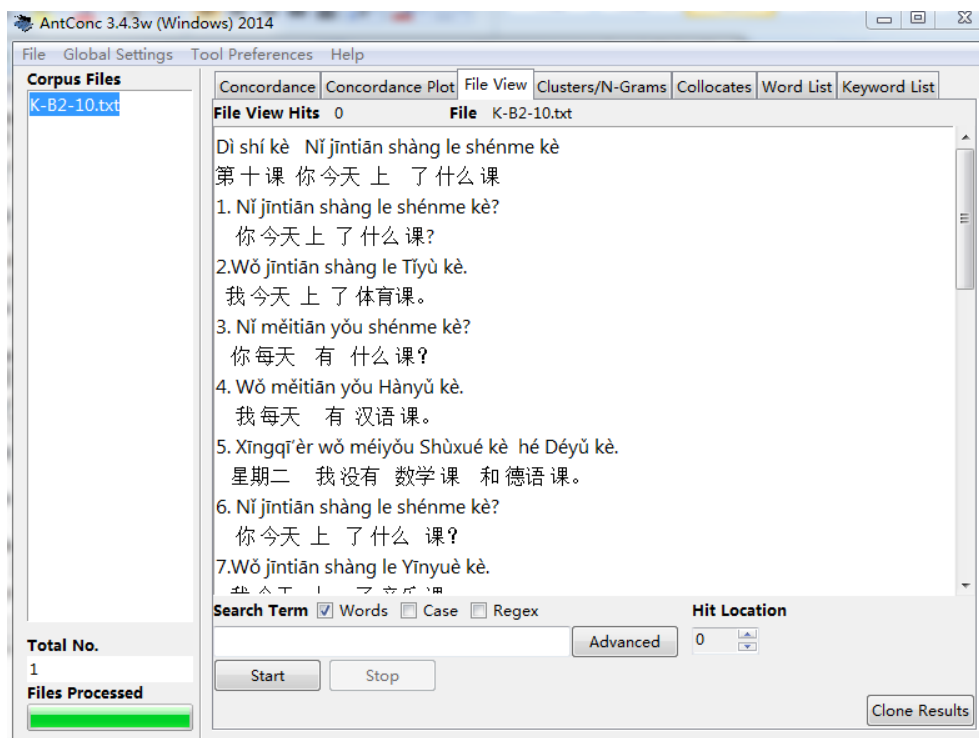 AntConc 3.4.3w (Windows) 2014
File Global Settings Tool Preferences Help
Corpus Files
K-B2-10.txt
Concordance Concordance Plot File View Clusters/N-Grams Collocates Word List Keyword List
File View Hits 0 File K-B2-10.txt
Dì shí kè Nǐ jīntiān shàng le shénme kè
第十课 你今天 上 了什么课
1. Nǐ jīntiān shàng le shénme kè?
你今天上 了什么课?
2.Wǒ jīntiān shàng le Tǐyù kè.
我今天 上 了体育课。
3. Nǐ měitiān yǒu shénme kè?
你每天 有 什么课?
4. Wǒ měitiān yǒu Hànyǔ kè.
我每天 有 汉语课。
5. Xīngqī'èr wǒ méiyǒu Shùxué kè hé Déyǔ kè.
星期二 我没有 数学课 和德语课。
6. Nǐ jīntiān shàng le shénme kè?
你今天 上 了什么 课?
7.Wǒ jīntiān shàng le Yīnyuè kè.
我今天 上 了音乐课
Search Term Words Case Regex Hit Location
Advanced 0
Total No.
1
Start Stop
Files Processed
Clone Results